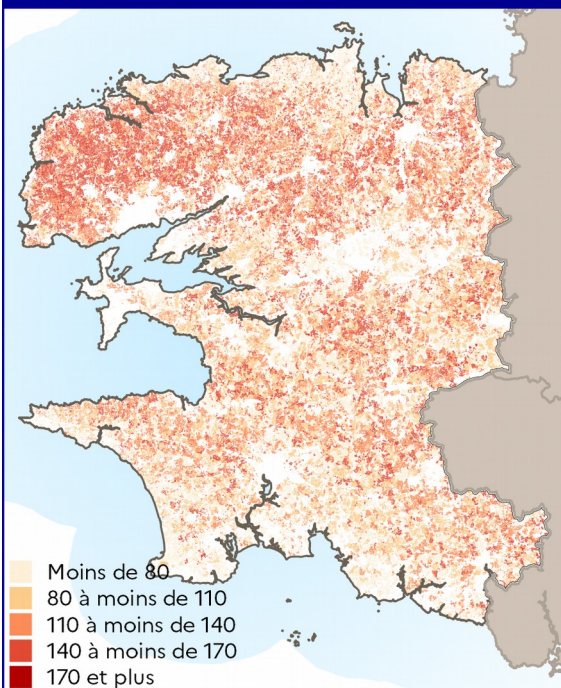 Moins de 80
80 à moins de 110
110 à moins de 140
140 à moins de 170
170 et plus